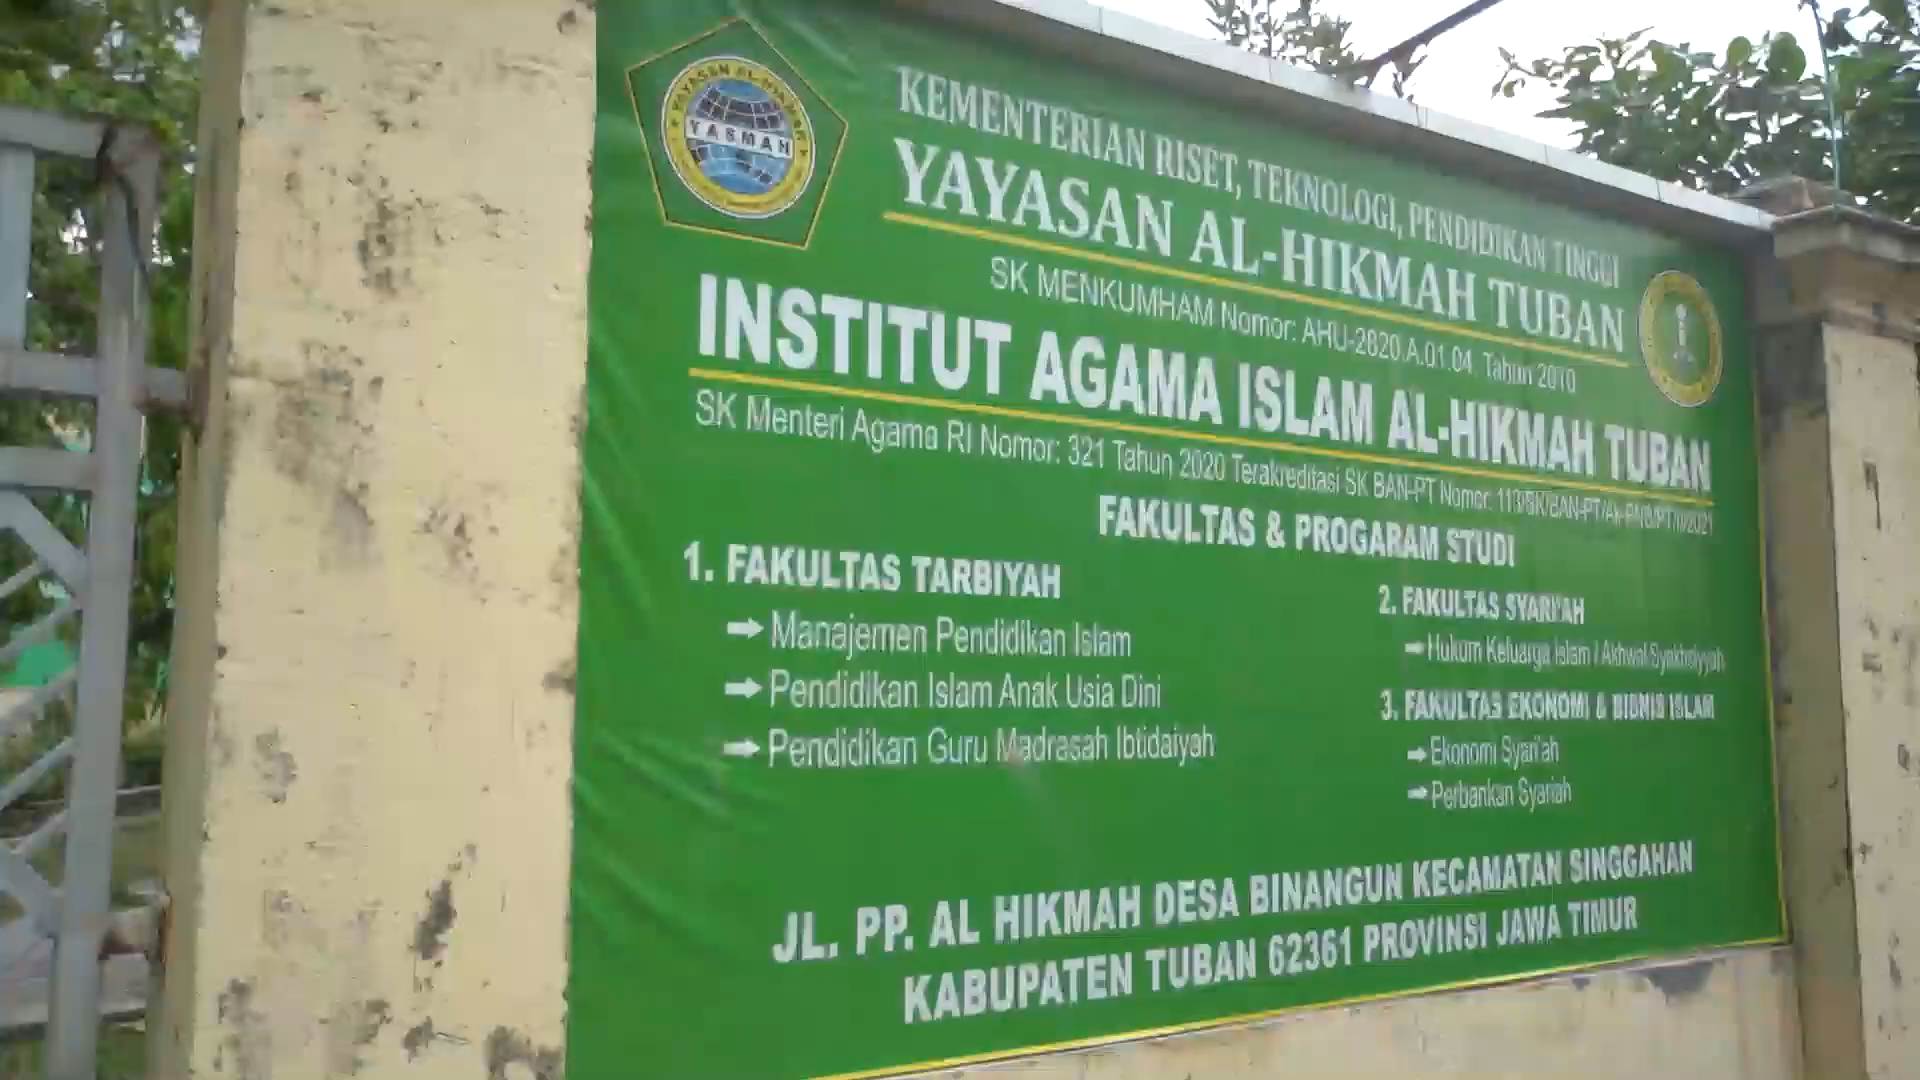 YAYASAN AL-HIKMAH
YASMAH
KEMENTERIAN RISET, TEKNOLOGI, PENDIDIKAN TINGGI
YAYASAN AL-HIKMAH TUBAN
SK MENKUMHAM Nomor: AHU-2820.A.01.04. Tahun 2010
INSTITUT AGAMA ISLAM AL-HIKMAH TUBAN
SK Menteri Agama RI Nomor: 321 Tahun 2020 Terakreditasi SK BAN-PT Nomor:
FAKULTAS & PROGARAM STUDI
1. FAKULTAS TARBIYAH
Manajemen Pendidikan Islam
Pendidikan Islam Anak Usia Dini
Pendidikan Guru Madrasah Ibtidaiyah
2. FAKULTAS SYARI'AH
Hukum Keluarga Islam / Akhwal Syakhsiyyah
3. FAKULTAS EKONOMI & BISNIS ISLAM
Ekonomi Syari'ah
Perbankan Syariah
JL. PP. AL HIKMAH DESA BINANGUN KECAMATAN SINGGAHAN
KABUPATEN TUBAN 62361 PROVINSI JAWA TIMUR